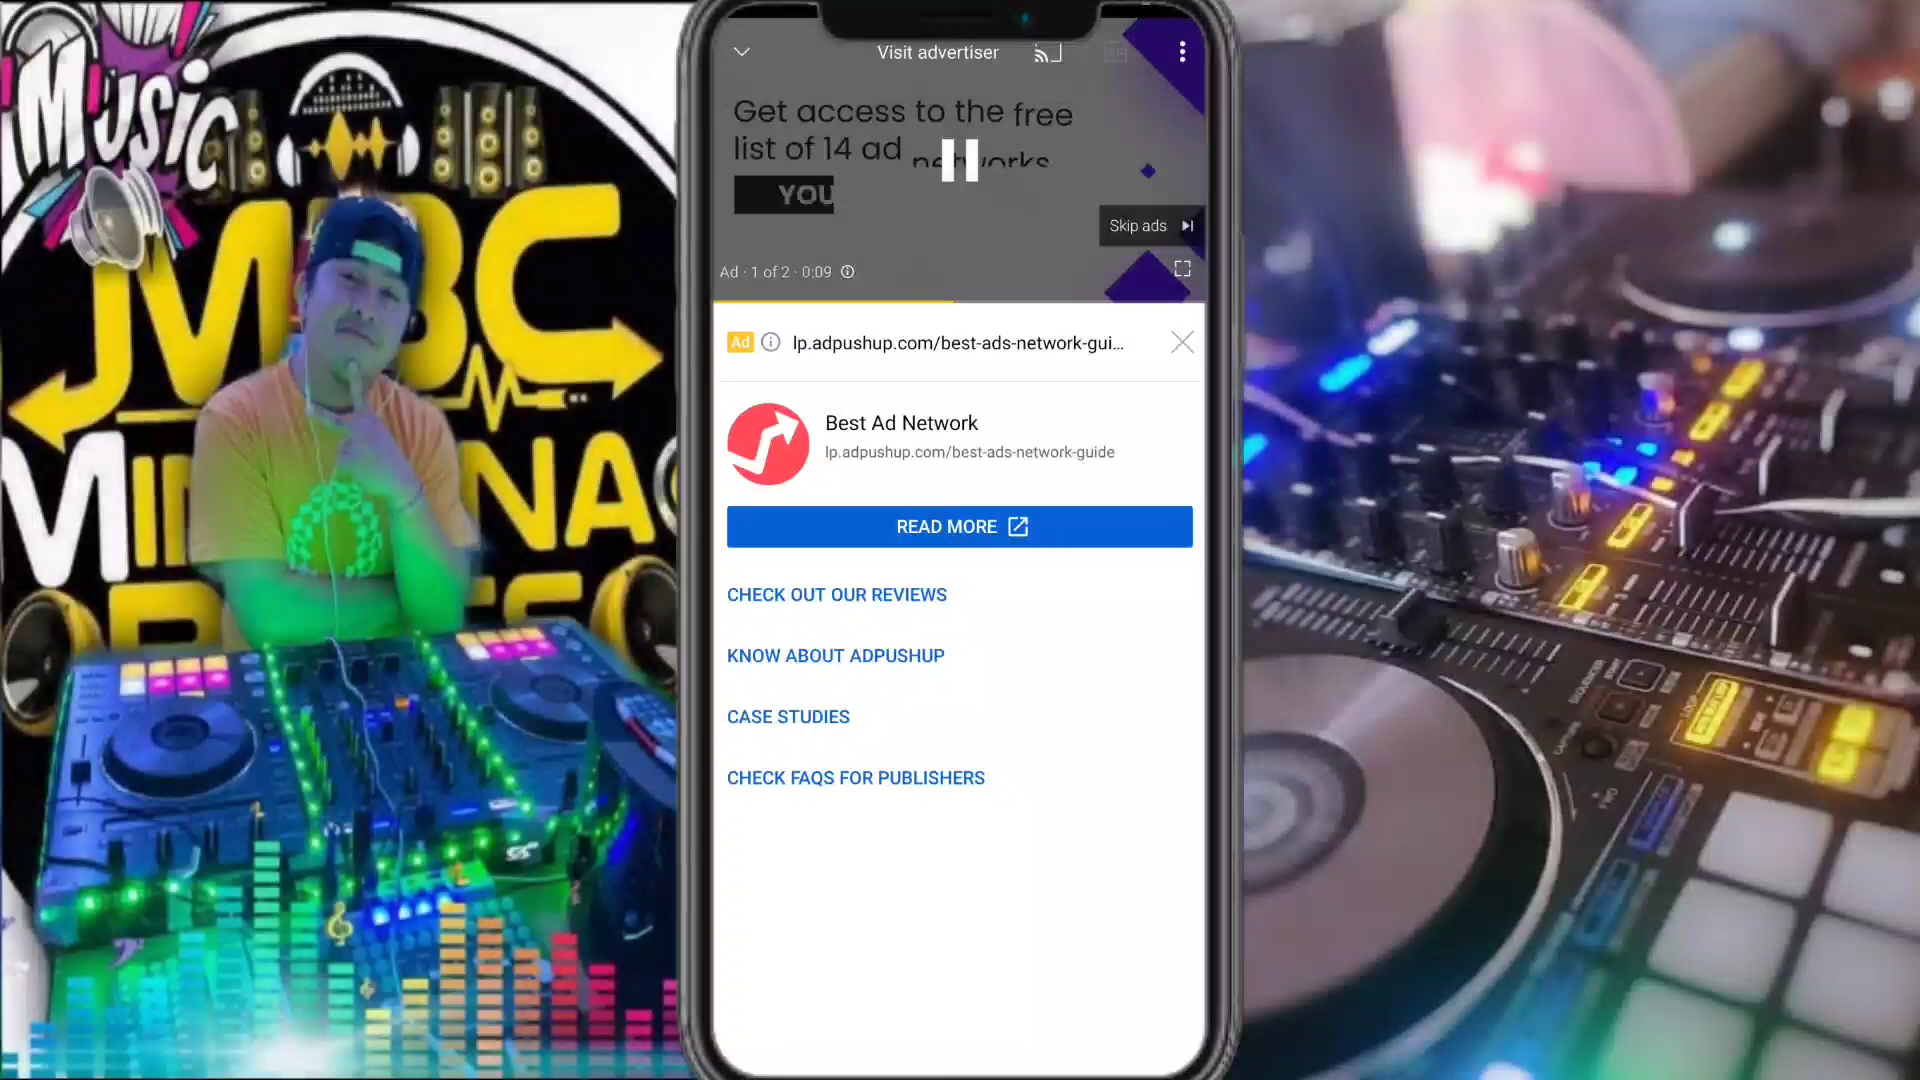 Music
JMBC
Visit advertiser
Get access to the free
list of 14 ad networks
YOU
Skip ads
Ad · 1 of 2 · 0:09
Ad lp.adpushup.com/best-ads-network-gui...
Best Ad Network
lp.adpushup.com/best-ads-network-guide
READ MORE
CHECK OUT OUR REVIEWS
KNOW ABOUT ADPUSHUP
CASE STUDIES
CHECK FAQS FOR PUBLISHERS
LOOP